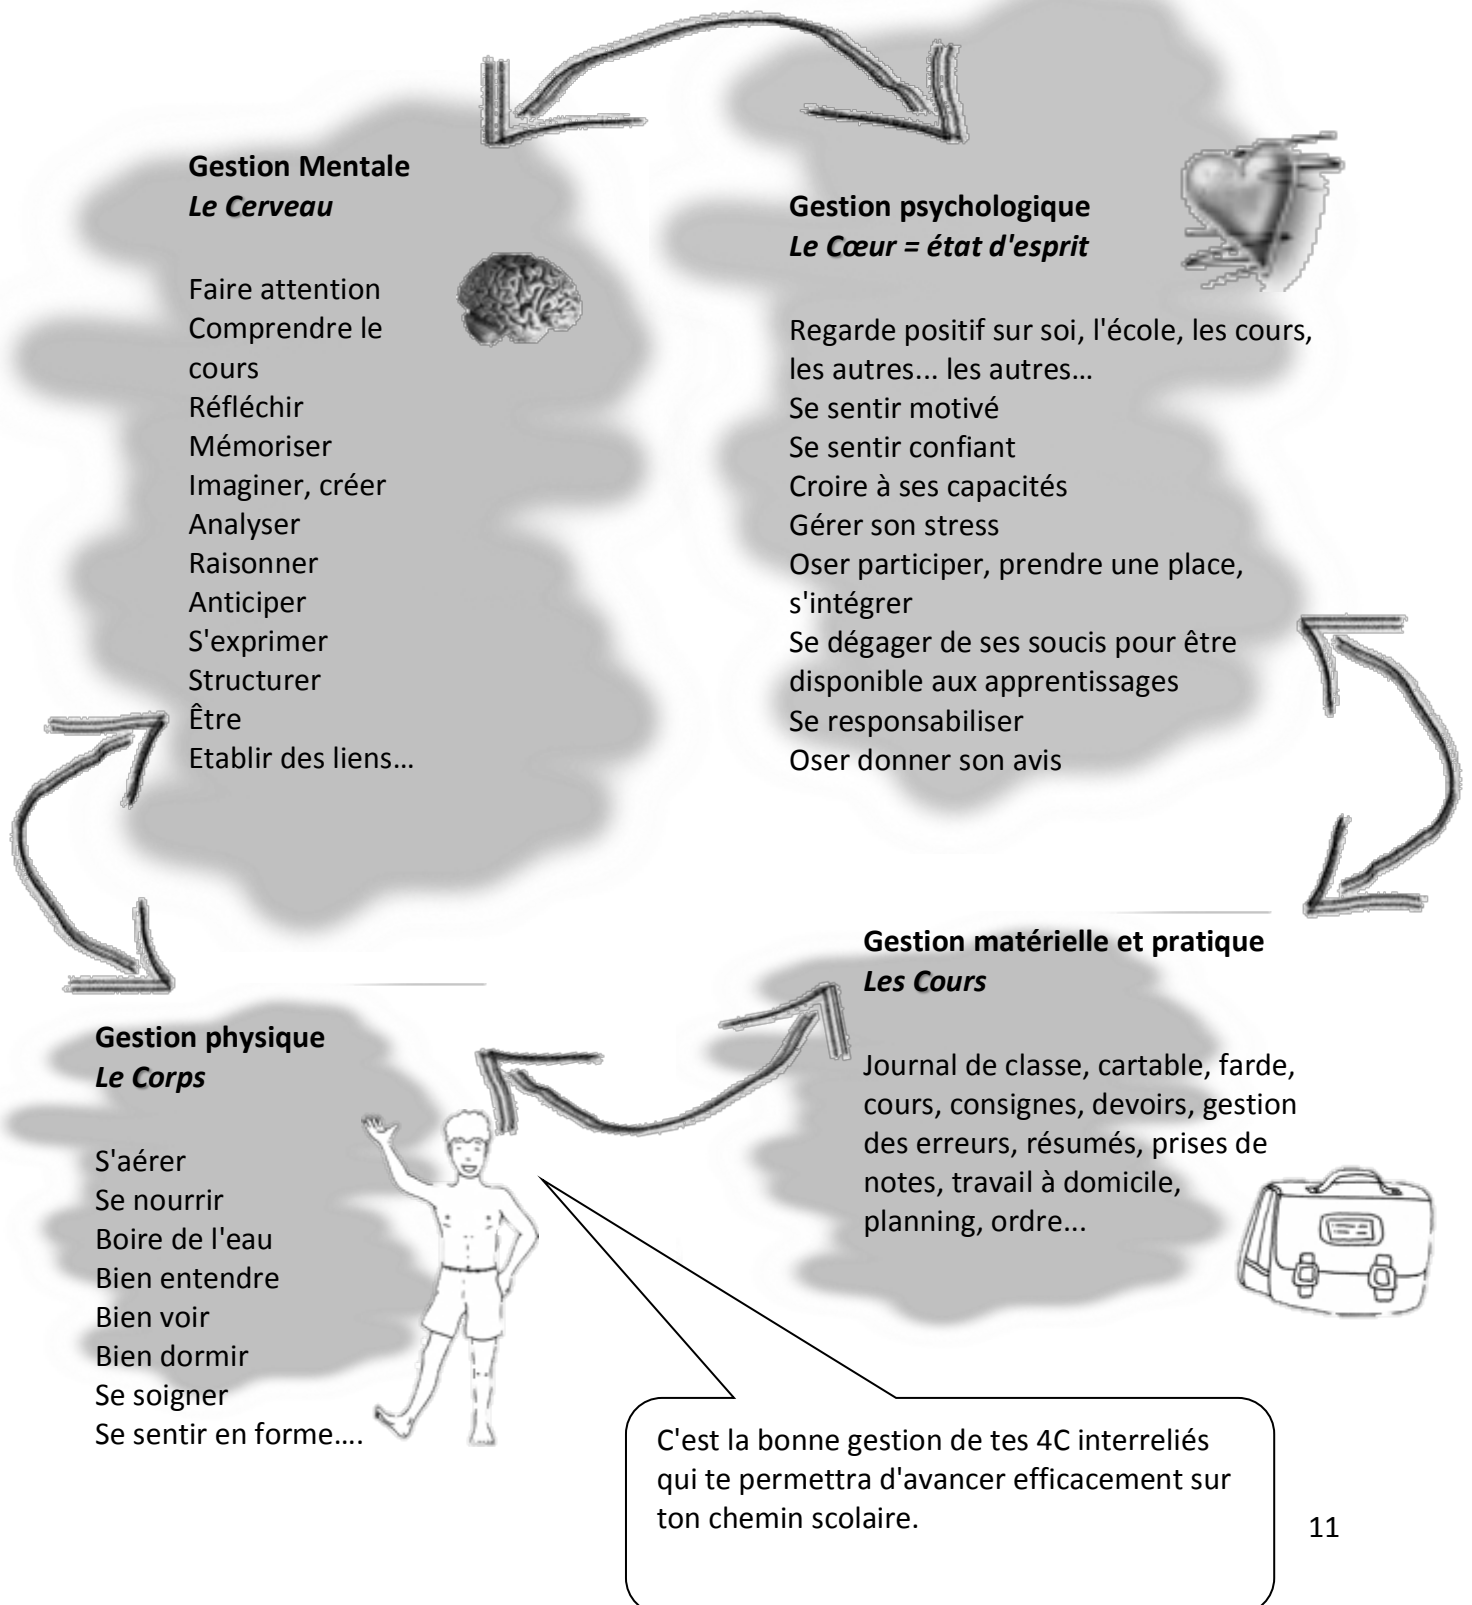 Gestion Mentale
Le Cerveau
Faire attention
Comprendre le
cours
Réfléchir
Mémoriser
Imaginer, créer
Analyser
Raisonner
Anticiper
S'exprimer
Structurer
Être
Etablir des liens…
Gestion psychologique
Le Cœur = état d'esprit
Regarde positif sur soi, l'école, les cours,
les autres... les autres…
Se sentir motivé
Se sentir confiant
Croire à ses capacités
Gérer son stress
Oser participer, prendre une place,
s'intégrer
Se dégager de ses soucis pour être
disponible aux apprentissages
Se responsabiliser
Oser donner son avis
Gestion physique
Le Corps
S'aérer
Se nourrir
Boire de l'eau
Bien entendre
Bien voir
Bien dormir
Se soigner
Se sentir en forme….
Gestion matérielle et pratique
Les Cours
Journal de classe, cartable, farde,
cours, consignes, devoirs, gestion
des erreurs, résumés, prises de
notes, travail à domicile,
planning, ordre...
C'est la bonne gestion de tes 4C interreliés
qui te permettra d'avancer efficacement sur
ton chemin scolaire.
11